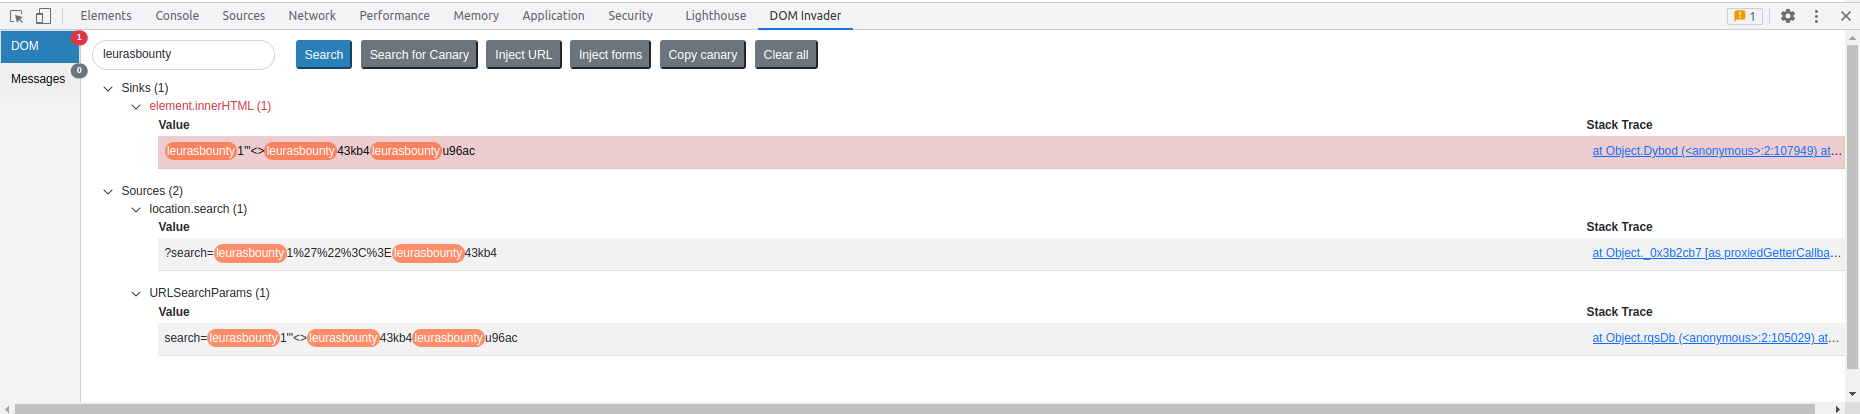 Elements Console Sources Network Performance Memory Application Security Lighthouse DOM Invader 1
DOM 1
Messages 0
leurasbounty Search Search for Canary Inject URL Inject forms Copy canary Clear all
Sinks (1)
element.innerHTML (1)
Value Stack Trace
leurasbounty1'"<>leurasbounty43kb4leurasbountyu96ac at Object.Dybod (<anonymous>:2:107949) at...
Sources (2)
location.search (1)
Value Stack Trace
?search=leurasbounty1%27%22%3C%3Eleurasbounty43kb4 at Object._0x3b2cb7 [as proxiedGetterCallba...
URLSearchParams (1)
Value Stack Trace
search=leurasbounty1'"<>leurasbounty43kb4leurasbountyu96ac at Object.rqsDb (<anonymous>:2:105029) at...